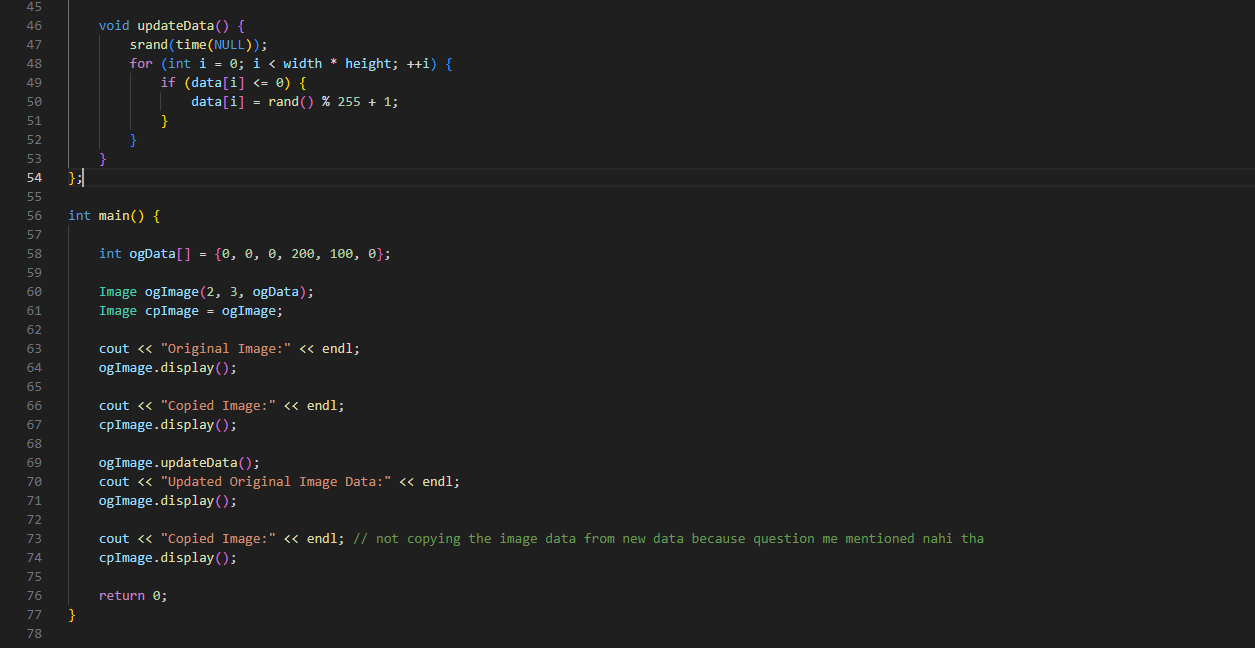 45
46 void updateData() {
47 srand(time(NULL));
48 for (int i = 0; i < width * height; ++i) {
49 if (data[i] <= 0) {
50 data[i] = rand() % 255 + 1;
51 }
52 }
53 }
54 };
55
56 int main() {
57
58 int ogData[] = {0, 0, 0, 200, 100, 0};
59
60 Image ogImage(2, 3, ogData);
61 Image cpImage = ogImage;
62
63 cout << "Original Image:" << endl;
64 ogImage.display();
65
66 cout << "Copied Image:" << endl;
67 cpImage.display();
68
69 ogImage.updateData();
70 cout << "Updated Original Image Data:" << endl;
71 ogImage.display();
72
73 cout << "Copied Image:" << endl; // not copying the image data from new data because question me mentioned nahi tha
74 cpImage.display();
75
76 return 0;
77 }
78